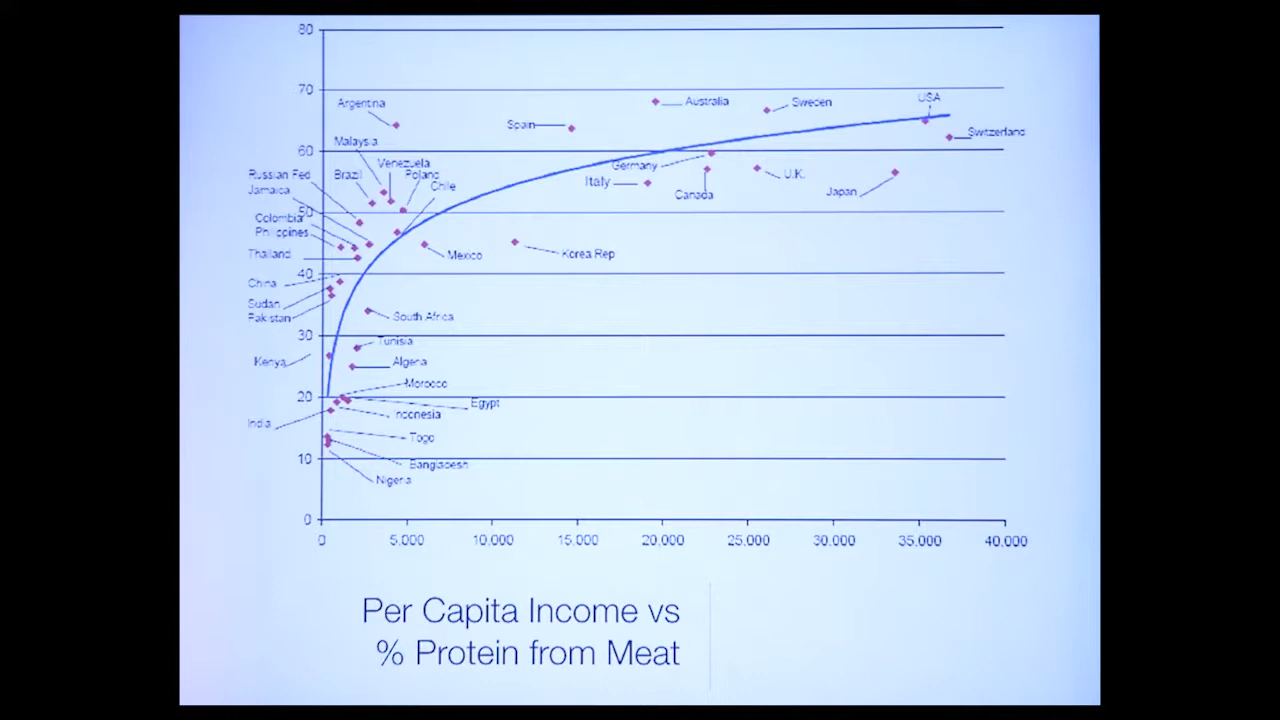 80
70
Argentina
Australia
Sweden
USA
Spain
Switzerland
Malaysia
60
Venezuela
Germany
Russian Fed
Brazil
Poland
Italy
U.K.
Jamaica
Chile
Canada
Japan
50
Colombia
Philippines
Thailand
Mexico
Korea Rep
40
China
Sudan
Pakistan
South Africa
30
Tunisia
Kenya
Algeria
Morocco
20
Egypt
India
Indonesia
Togo
10
Bangladesh
Nigeria
0
0 5.000 10.000 15.000 20.000 25.000 30.000 35.000 40.000
Per Capita Income vs
% Protein from Meat